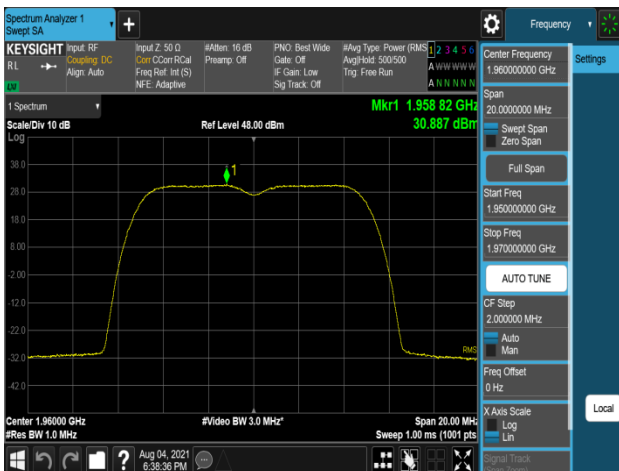 Spectrum Analyzer 1
Swept SA
+
Frequency
KEYSIGHT
RL
LU
Input: RF
Coupling: DC
Align: Auto
Input Z: 50 Ω
Corr CCorr RCal
Freq Ref: Int (S)
NFE: Adaptive
#Atten: 16 dB
Preamp: Off
PNO: Best Wide
Gate: Off
IF Gain: Low
Sig Track: Off
#Avg Type: Power (RMS
Avg|Hold: 500/500
Trig: Free Run
1 2 3 4 5 6
A W W W W W
A N N N N N
1 Spectrum
Scale/Div 10 dB
Log
Ref Level 48.00 dBm
Mkr1 1.958 82 GHz
30.887 dBm
38.0
28.0
18.0
8.00
-2.00
-12.0
-22.0
-32.0
-42.0
1
RMS
Center 1.96000 GHz
#Res BW 1.0 MHz
#Video BW 3.0 MHz*
Span 20.00 MHz
Sweep 1.00 ms (1001 pts
Aug 04, 2021
6:38:36 PM
?
Center Frequency
1.960000000 GHz
Span
20.0000000 MHz
Swept Span
Zero Span
Full Span
Start Freq
1.950000000 GHz
Stop Freq
1.970000000 GHz
AUTO TUNE
CF Step
2.000000 MHz
Auto
Man
Freq Offset
0 Hz
X Axis Scale
Log
Lin
Signal Track
Settings
Local